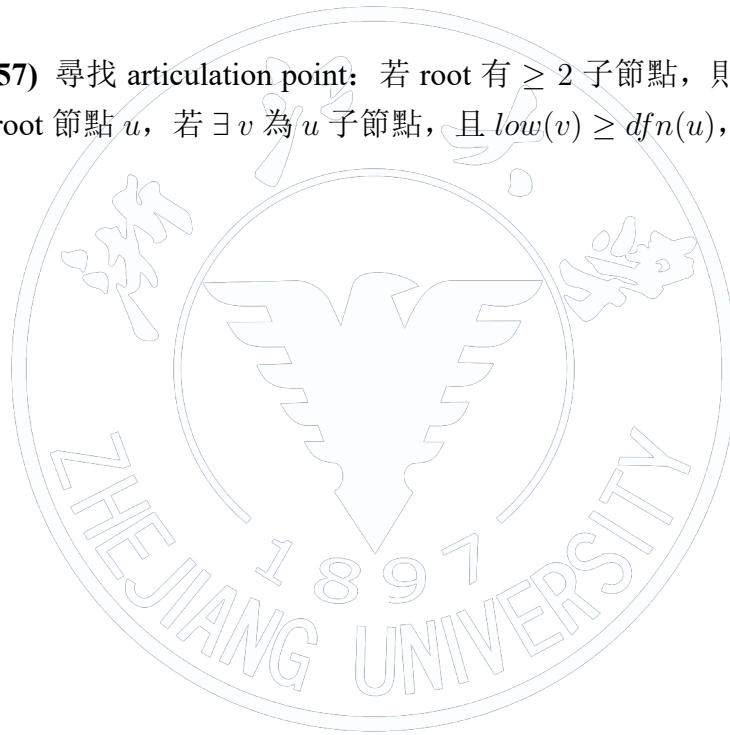 57) 尋找 articulation point:若 root 有 ≥ 2 子節點,則
root 節點 u,若 ∃ v 為 u 子節點,且 low(v) ≥ dfn(u),
1897
ZHEJIANG UNIVERSITY